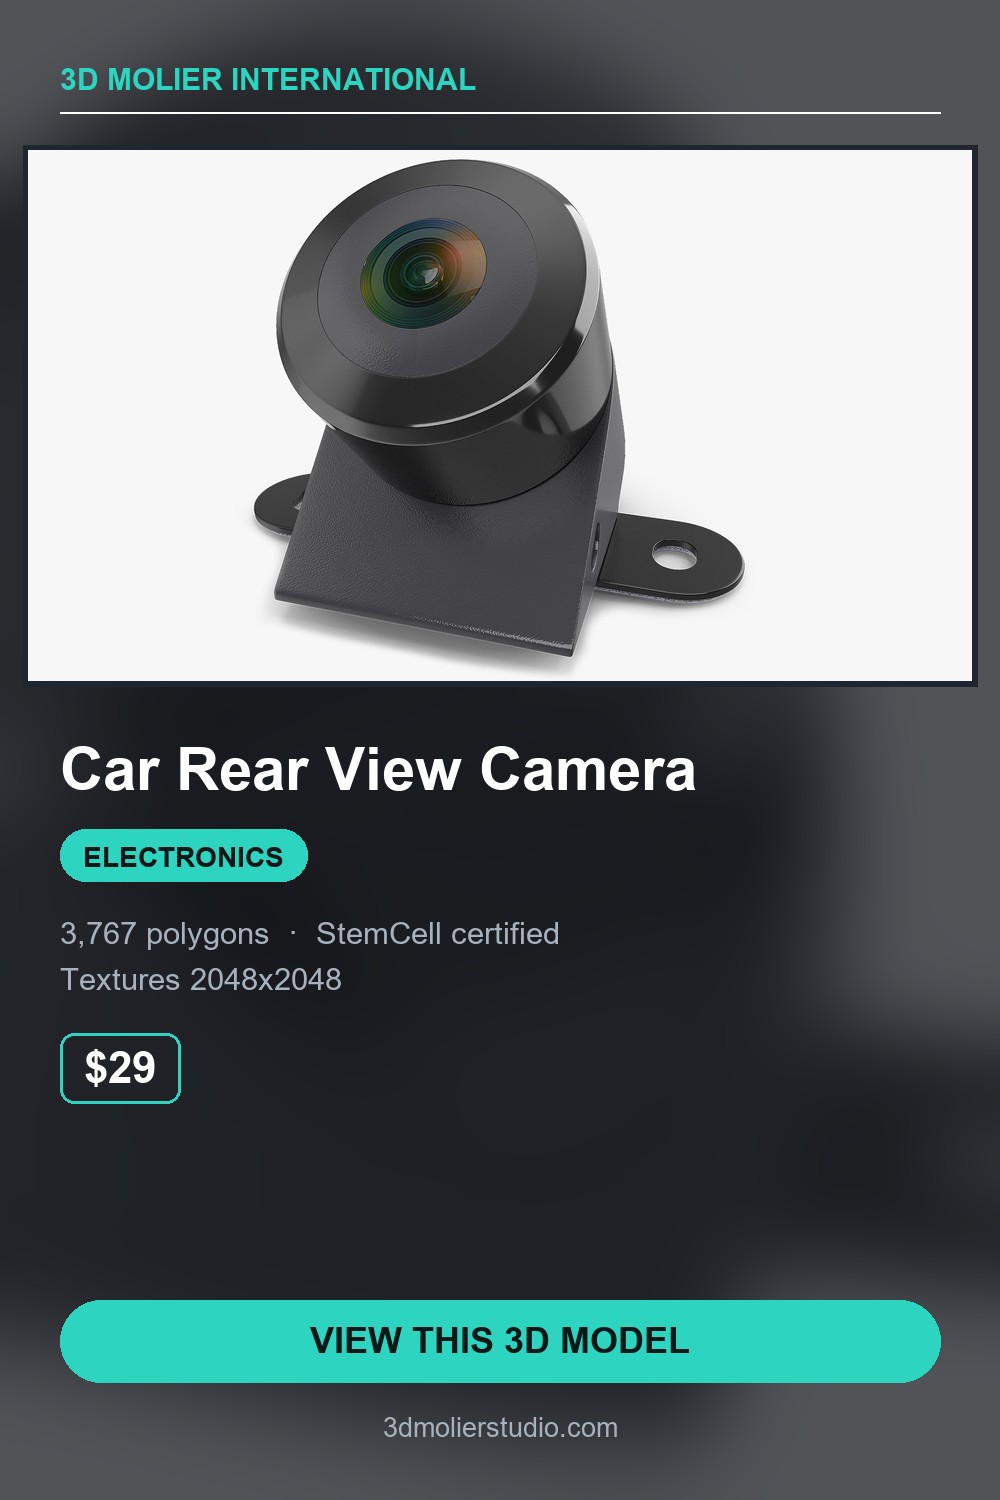 3D MOLIER INTERNATIONAL
Car Rear View Camera
ELECTRONICS
3,767 polygons · StemCell certified
Textures 2048x2048
$29
VIEW THIS 3D MODEL
3dmolierstudio.com